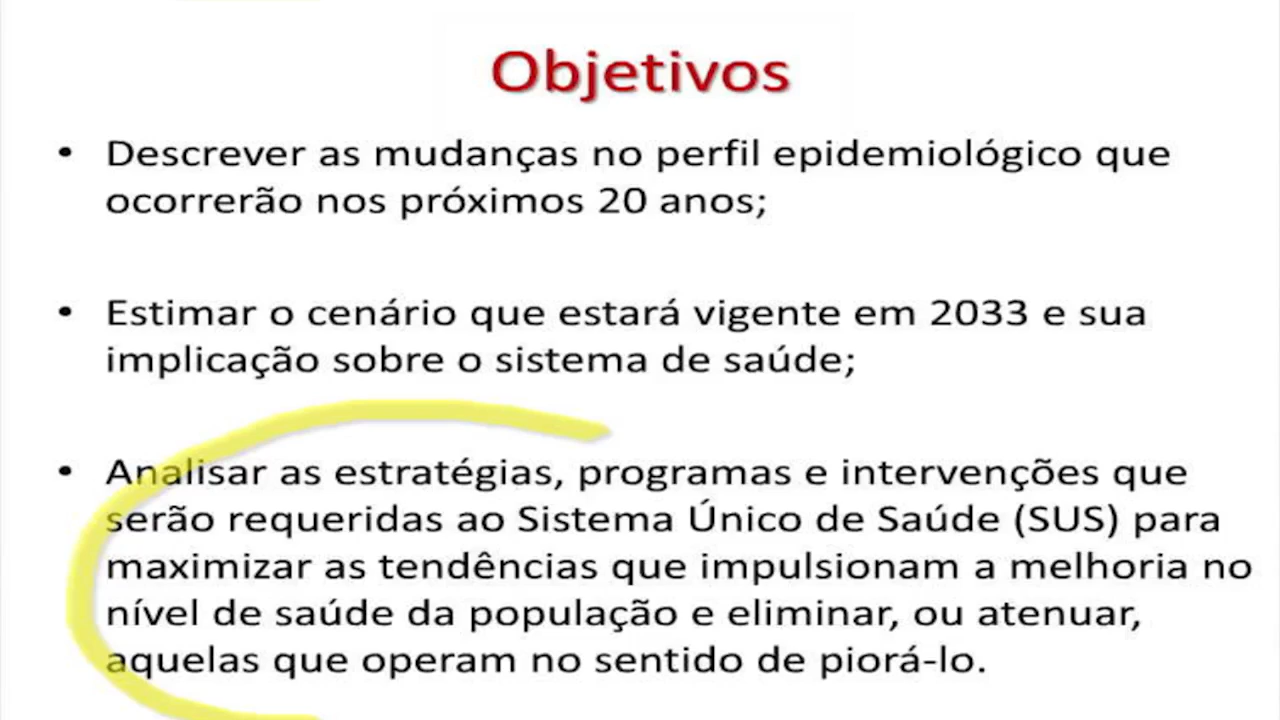 Objetivos
• Descrever as mudanças no perfil epidemiológico que
ocorrerão nos próximos 20 anos;
• Estimar o cenário que estará vigente em 2033 e sua
implicação sobre o sistema de saúde;
• Analisar as estratégias, programas e intervenções que
serão requeridas ao Sistema Único de Saúde (SUS) para
maximizar as tendências que impulsionam a melhoria no
nível de saúde da população e eliminar, ou atenuar,
aquelas que operam no sentido de piorá-lo.